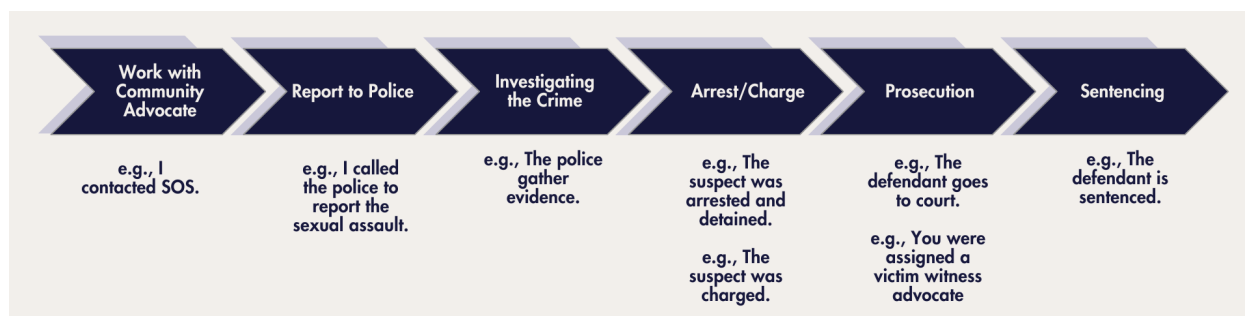 Work with
Community
Advocate
Report to Police
Investigating
the Crime
Arrest/Charge
Prosecution
Sentencing
e.g., I
contacted SOS.
e.g., I called
the police to
report the
sexual assault.
e.g., The police
gather
evidence.
e.g., The
suspect was
arrested and
detained.
e.g., The
suspect was
charged.
e.g., The
defendant goes
to court.
e.g., You were
assigned a
victim witness
advocate
e.g., The
defendant is
sentenced.